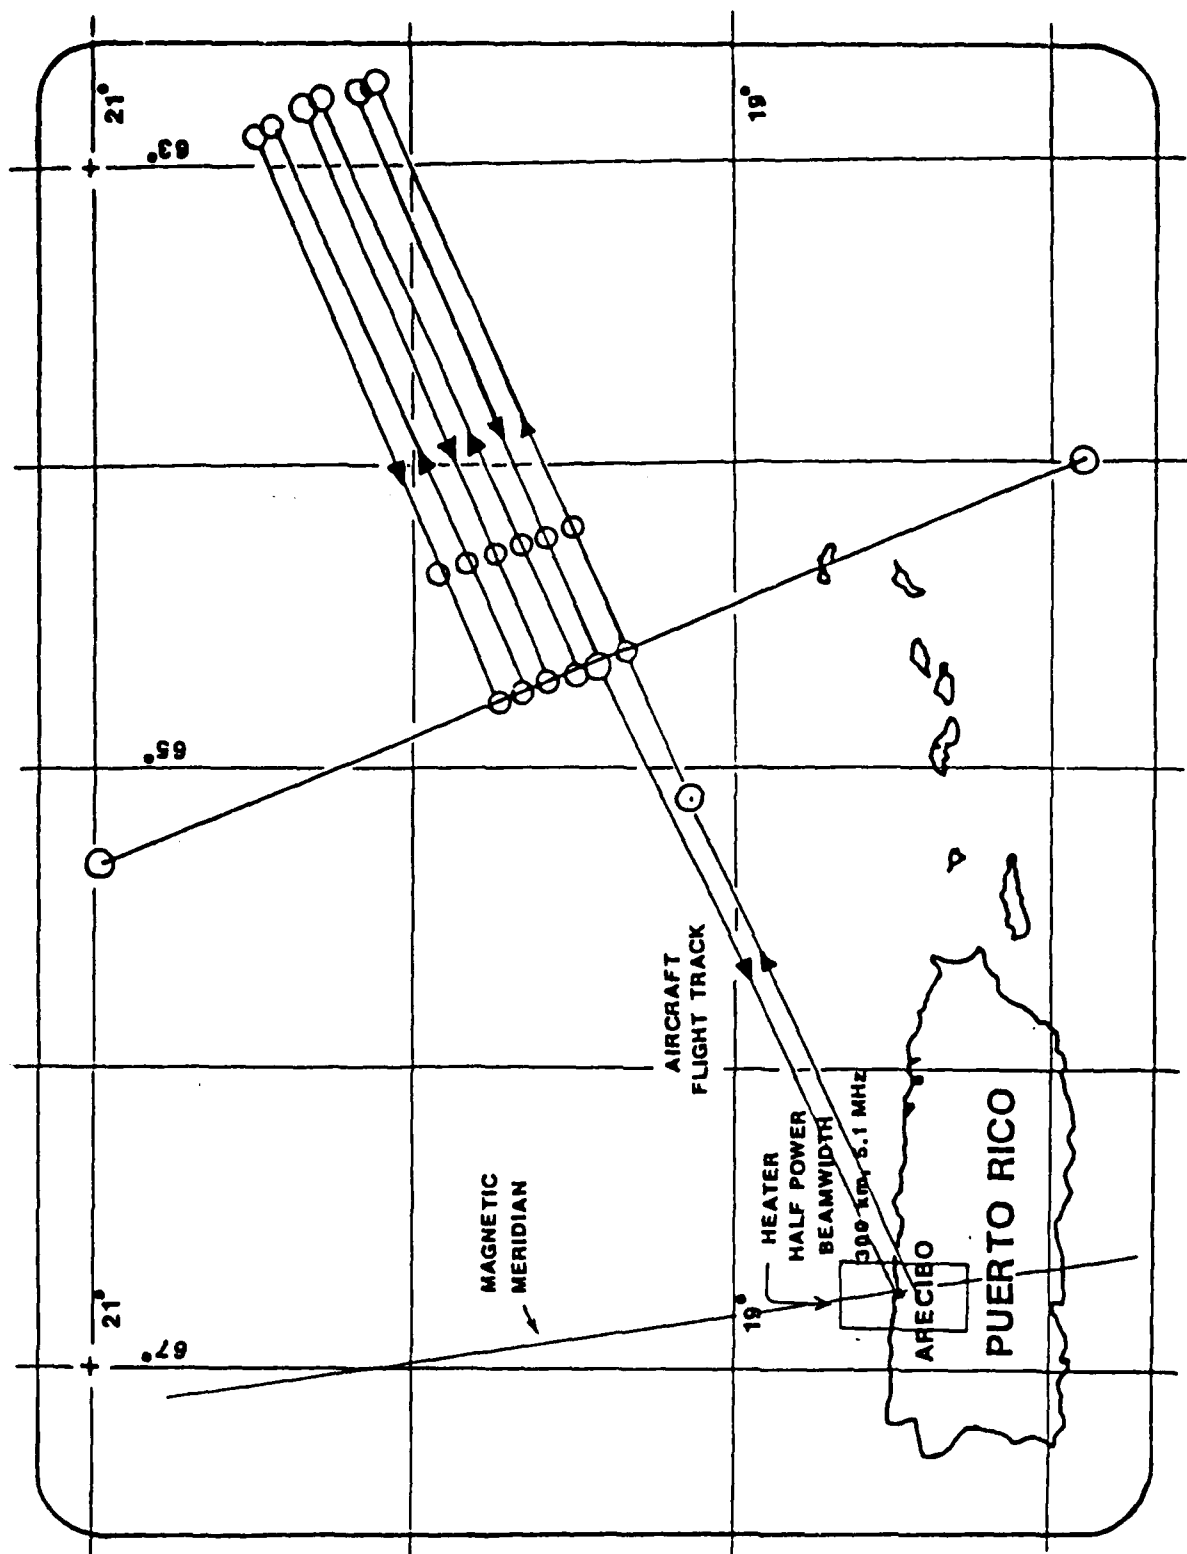 21°
21°
67°
65°
63°
MAGNETIC
MERIDIAN
AIRCRAFT
FLIGHT TRACK
19°
19°
HEATER
HALF POWER
BEAMWIDTH
300 km, 5.1 MHz
ARECIBO
PUERTO RICO